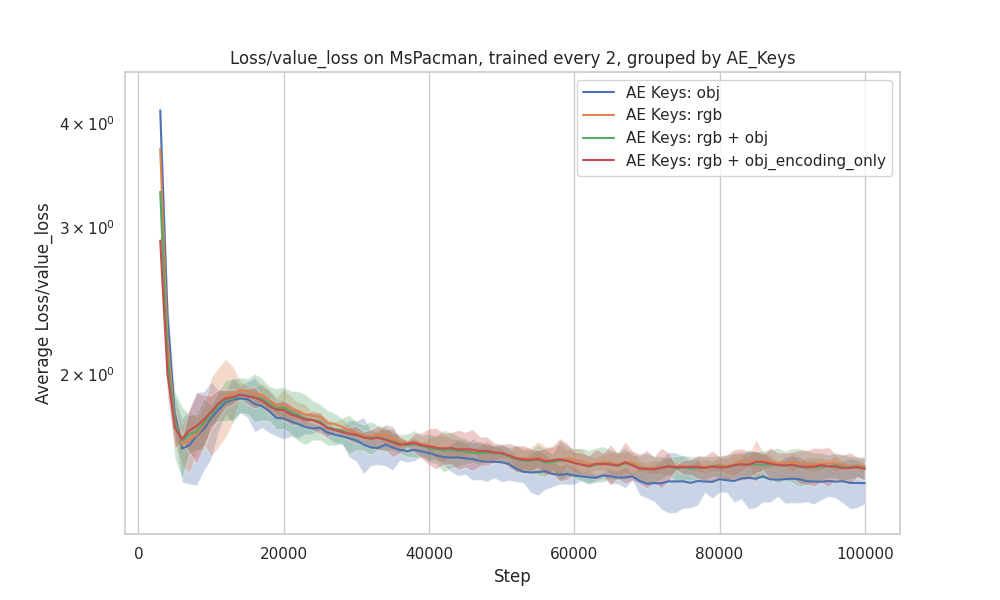 Loss/value_loss on MsPacman, trained every 2, grouped by AE_Keys
AE Keys: obj
AE Keys: rgb
AE Keys: rgb + obj
AE Keys: rgb + obj_encoding_only
Average Loss/value_loss
4 × 10⁰
3 × 10⁰
2 × 10⁰
0 20000 40000 60000 80000 100000
Step